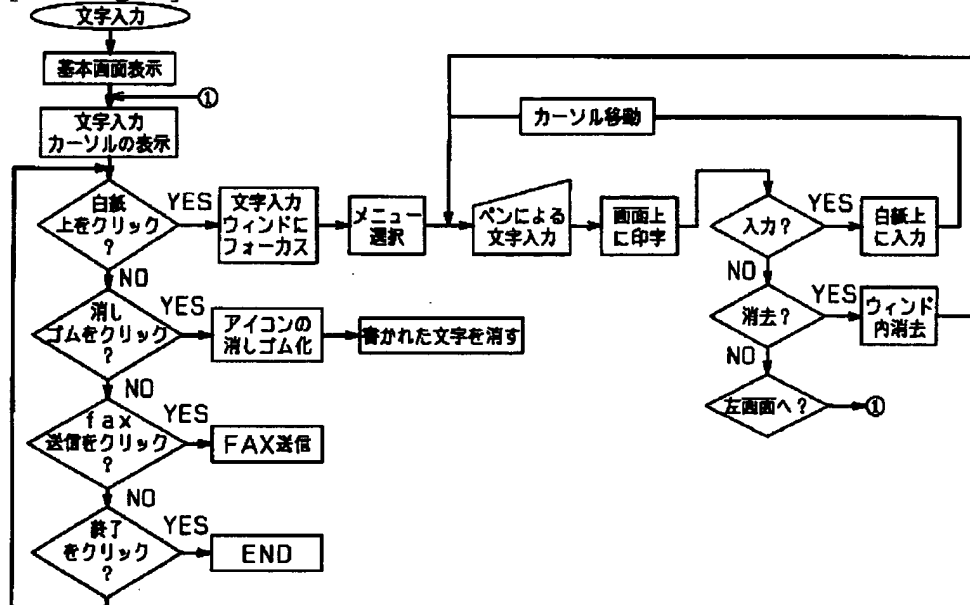 文字入力
基本画面表示
①
文字入力
カーソルの表示
白紙
上をクリック
?
YES
文字入力
ウィンドに
フォーカス
メニュー
選択
カーソル移動
ペンによる
文字入力
画面上
に印字
入力?
YES
白紙上
に入力
NO
消去?
YES
ウィンド
内消去
NO
左画面へ?
①
NO
消し
ゴムをクリック
?
YES
アイコンの
消しゴム化
書かれた文字を消す
NO
fax
送信をクリック
?
YES
FAX送信
NO
終了
をクリック
?
YES
END